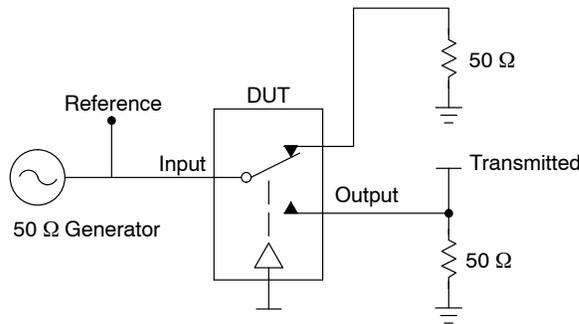 50 Ω
DUT
Reference
Input
Transmitted
Output
50 Ω Generator
50 Ω